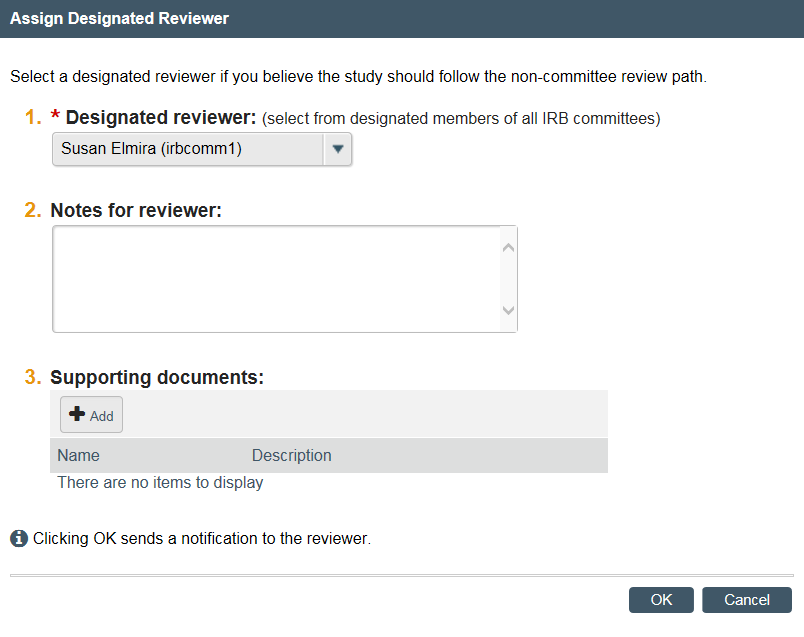 Assign Designated Reviewer
Select a designated reviewer if you believe the study should follow the non-committee review path.
1. * Designated reviewer: (select from designated members of all IRB committees)
Susan Elmira (irbcomm1)
2. Notes for reviewer:
3. Supporting documents:
Add
Name Description
There are no items to display
Clicking OK sends a notification to the reviewer.
OK Cancel